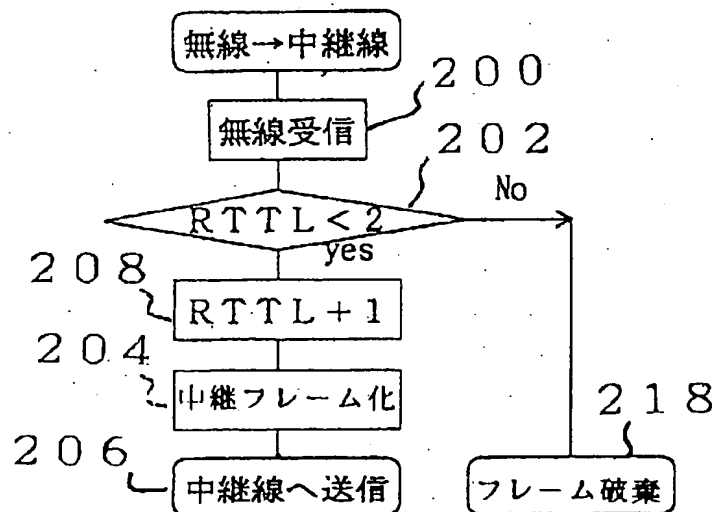 無線→中継線
200
無線受信
202
No
RTTL<2
yes
208
RTTL+1
204
中継フレーム化
218
206
中継線へ送信
フレーム破棄